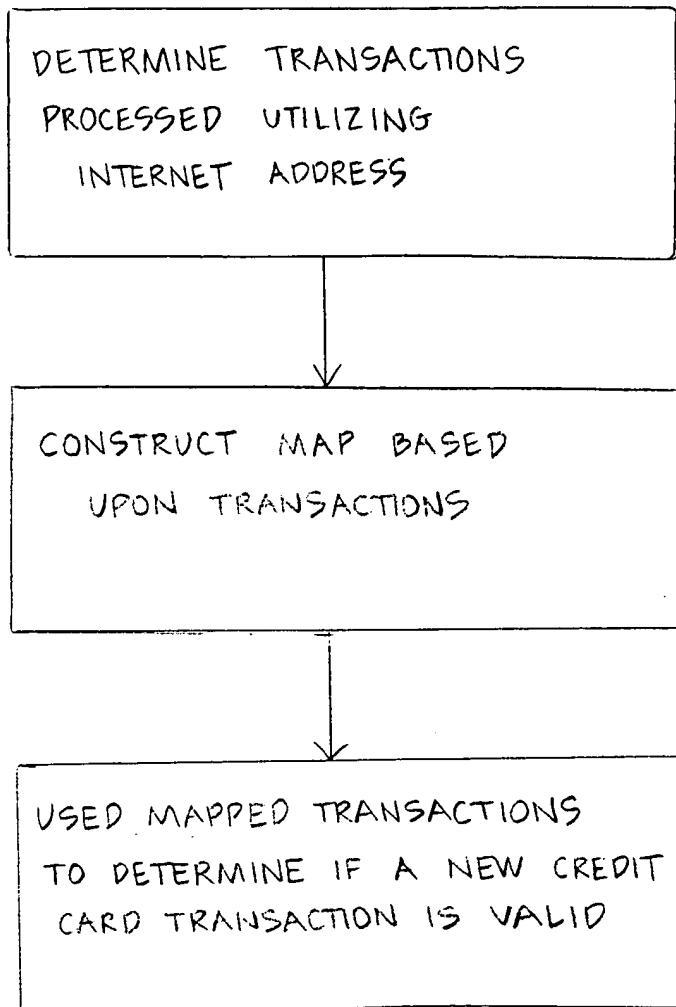 DETERMINE TRANSACTIONS
PROCESSED UTILIZING
INTERNET ADDRESS
CONSTRUCT MAP BASED
UPON TRANSACTIONS
USED MAPPED TRANSACTIONS
TO DETERMINE IF A NEW CREDIT
CARD TRANSACTION IS VALID